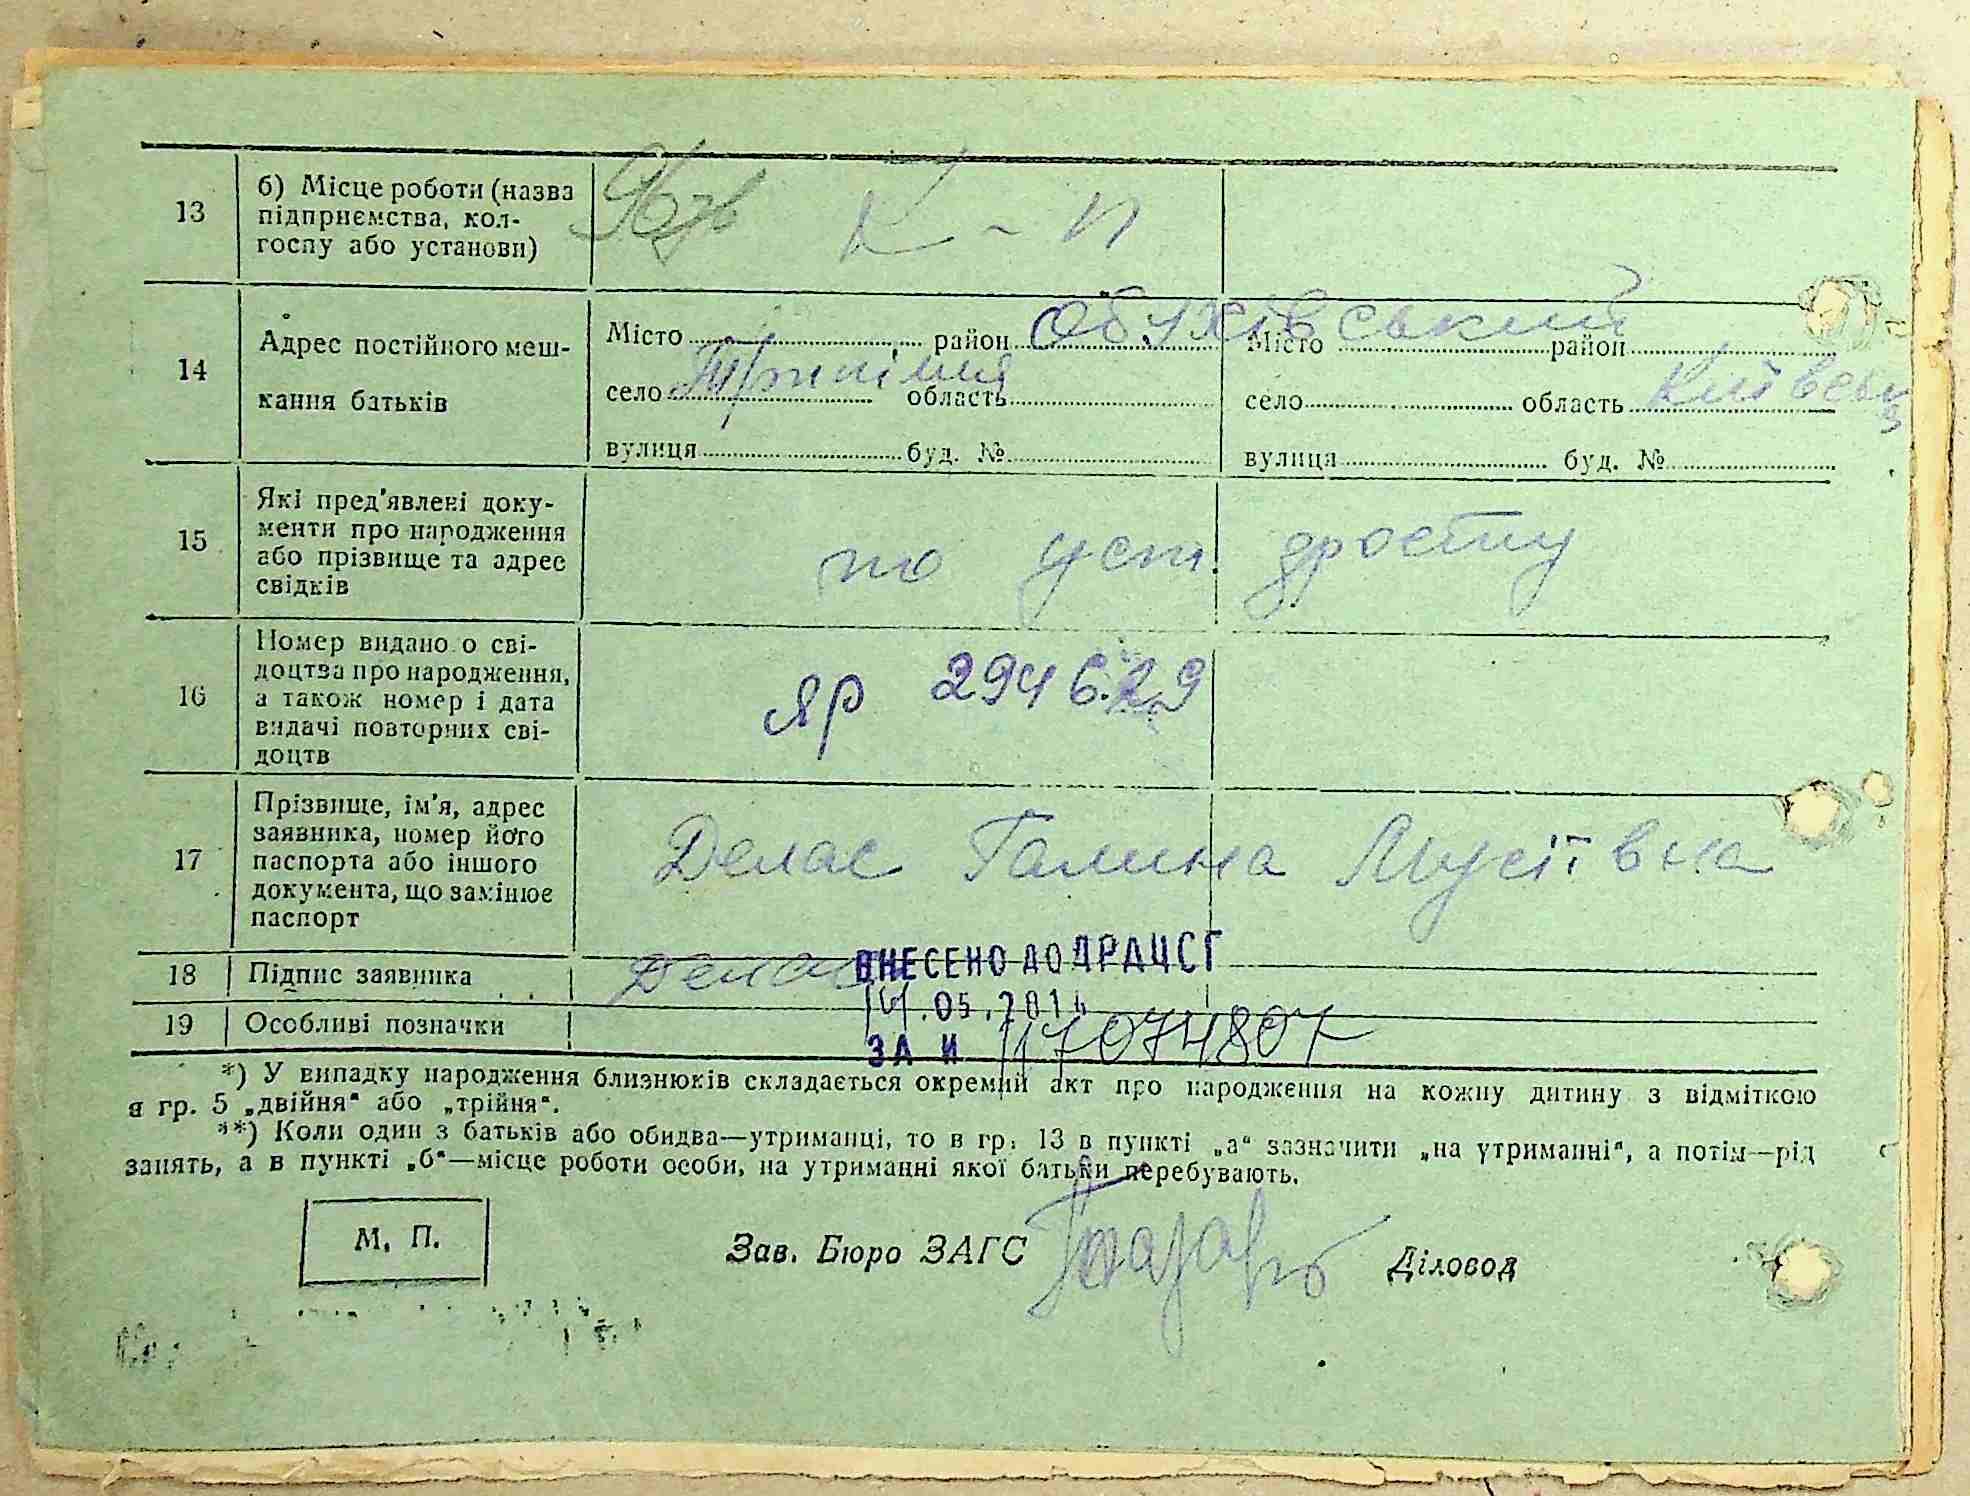 13
б) Місце роботи (назва
підприємства, кол-
госпу або установи)
К-п
14
Адрес постійного меш-
кання батьків
Місто район Обухівський
село Трипілля область
вулиця буд. №
Місто район
село область Київськ
вулиця буд. №
15
Які пред'явлені доку-
менти про народження
або прізвище та адрес
свідків
по уст.
16
Номер видано о сві-
доцтва про народження,
а також номер і дата
видачі повторних сві-
доцтв
ЯР 294629
17
Прізвище, ім'я, адрес
заявника, номер його
паспорта або іншого
документа, що замінює
паспорт
Делас Галина Мусіївна
18 Підпис заявника Делас
ВНЕСЕНО ДО ДРАЦСГ
.05.201
19 Особливі позначки
ЗА И 17074807
*) У випадку народження близнюків складається окремий акт про народження на кожну дитину з відміткою
в гр. 5 „двійня" або „трійня".
**) Коли один з батьків або обидва—утриманці, то в гр. 13 в пункті „а" зазначити „на утриманні", а потім—рід
занять, а в пункті „б"—місце роботи особи, на утриманні якої батьки перебувають.
М. П.
Зав. Бюро ЗАГС
Діловод